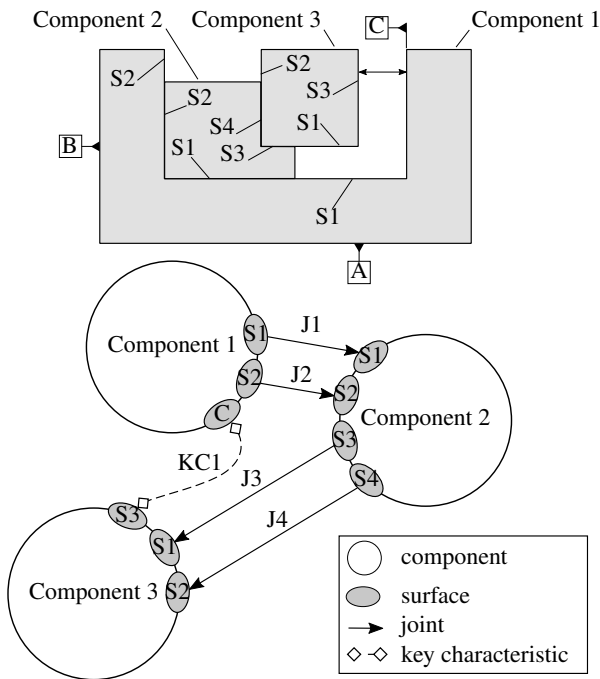 Component 2 Component 3 C Component 1
S2 S2
S2 S3
S4 S1
B S1 S3
S1
A
S1 J1
Component 1 S1
S2 J2 S2
C Component 2
S3
KC1 J3 S4
S3 J4
S1
Component 3 S2
component
surface
joint
key characteristic